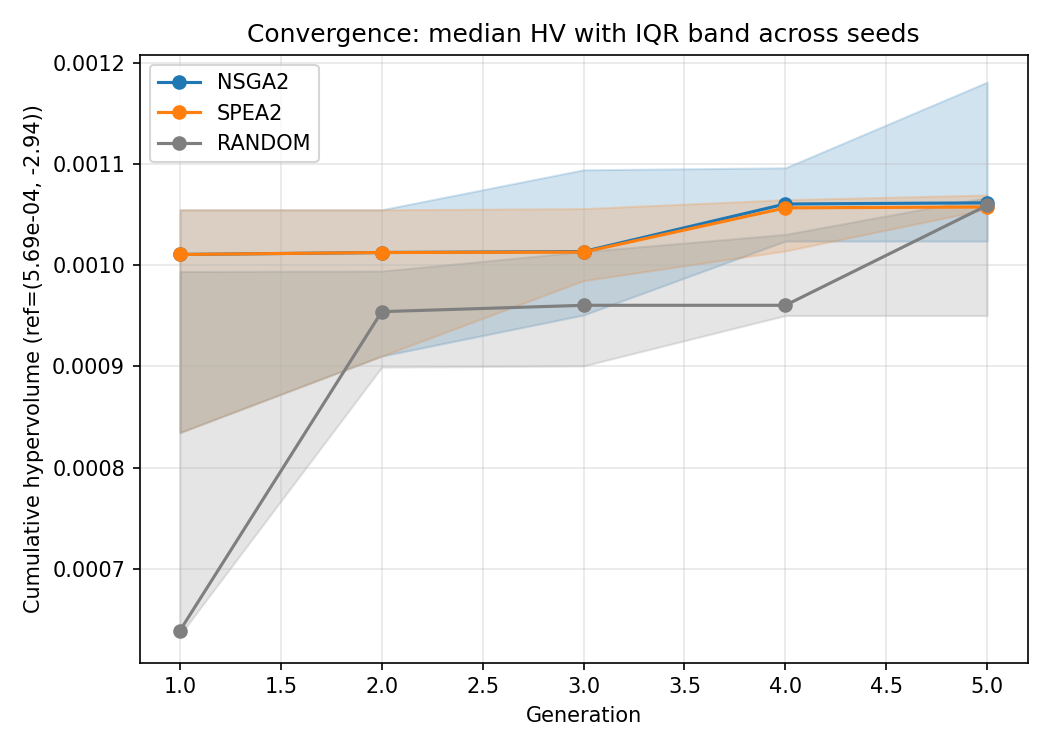 Convergence: median HV with IQR band across seeds
NSGA2
SPEA2
RANDOM
Cumulative hypervolume (ref=(5.69e-04, -2.94))
0.0012
0.0011
0.0010
0.0009
0.0008
0.0007
1.0 1.5 2.0 2.5 3.0 3.5 4.0 4.5 5.0
Generation